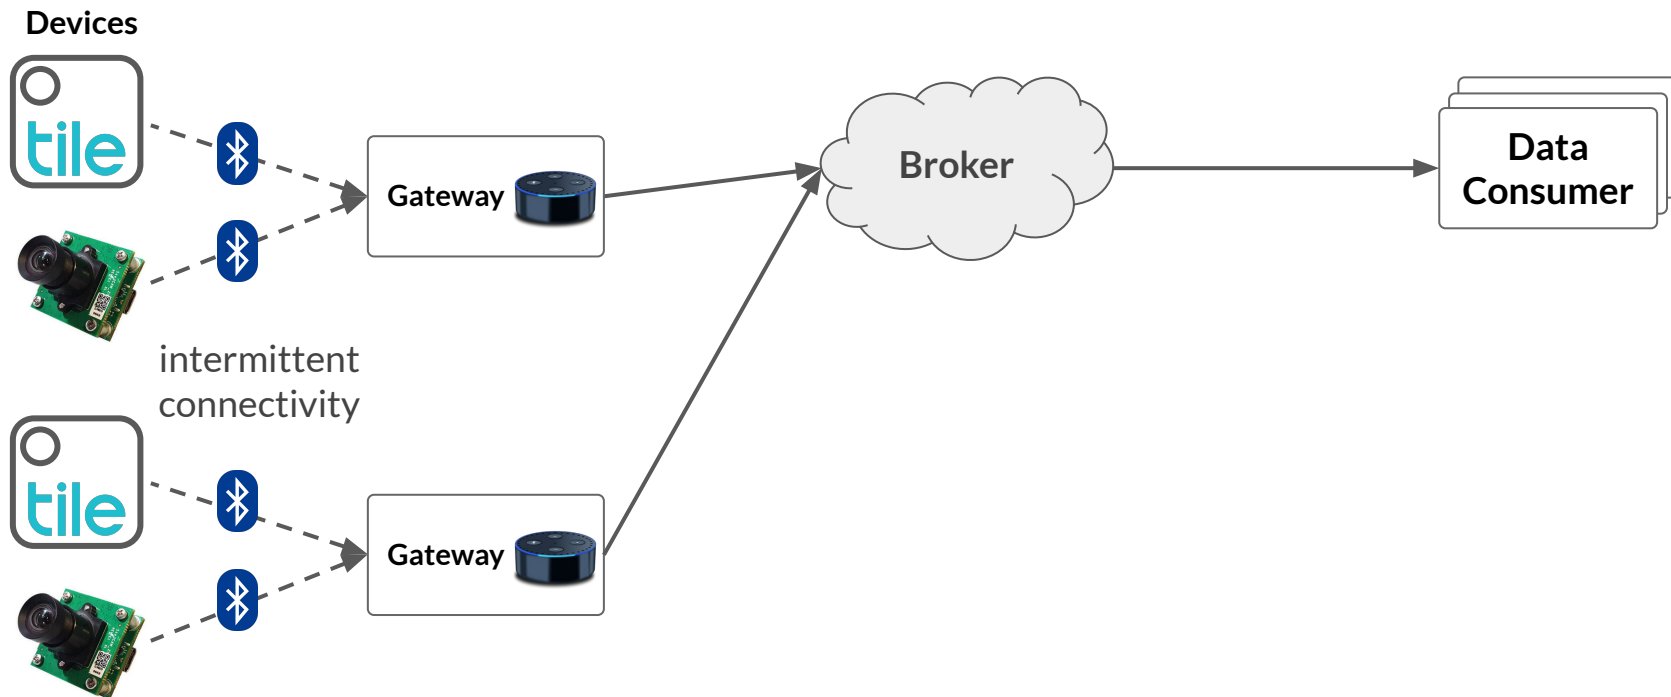 Devices
tile
Gateway
Broker
Data
Consumer
intermittent
connectivity
tile
Gateway